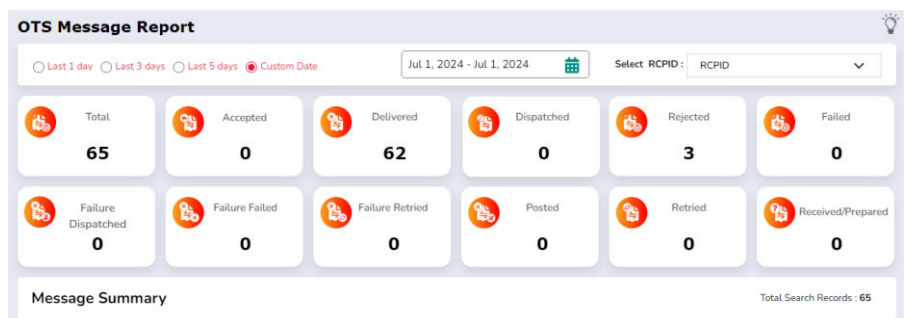 OTS Message Report
Last 1 day Last 3 days Last 5 days Custom Date Jul 1, 2024 - Jul 1, 2024 Select RCPID : RCPID
Total Accepted Delivered Dispatched Rejected Failed
65 0 62 0 3 0
Failure Dispatched Failure Failed Failure Retried Posted Retried Received/Prepared
0 0 0 0 0 0
Message Summary Total Search Records : 65